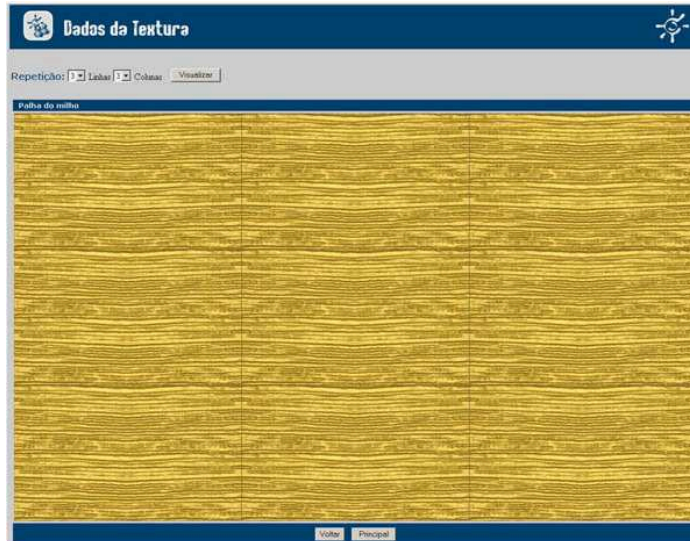 Dados da Textura
Repetição: 3 Linhas 3 Colunas Visualizar
Palha do milho
Voltar Principal